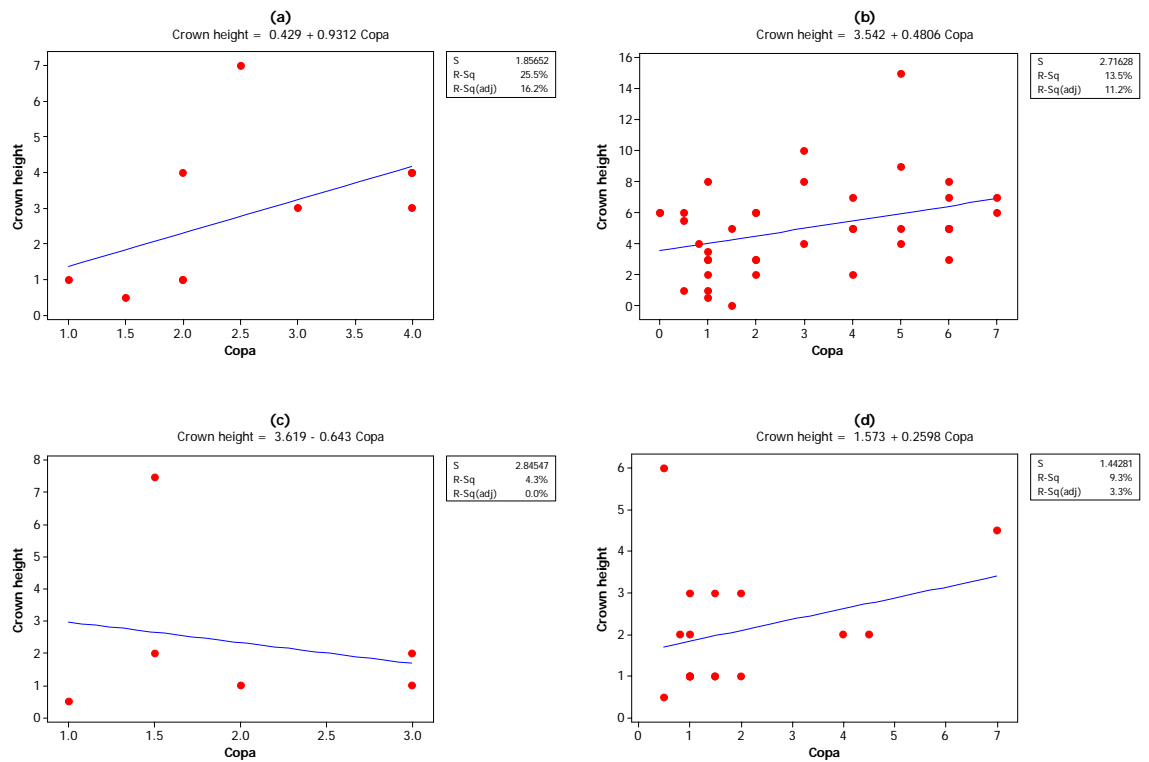 (a)
Crown height = 0.429 + 0.9312 Copa
S 1.85652
R-Sq 25.5%
R-Sq(adj) 16.2%
7
6
5
4
3
2
1
0
Crown height
1.0 1.5 2.0 2.5 3.0 3.5 4.0
Copa
(b)
Crown height = 3.542 + 0.4806 Copa
S 2.71628
R-Sq 13.5%
R-Sq(adj) 11.2%
16
14
12
10
8
6
4
2
0
Crown height
0 1 2 3 4 5 6 7
Copa
(c)
Crown height = 3.619 - 0.643 Copa
S 2.84547
R-Sq 4.3%
R-Sq(adj) 0.0%
8
7
6
5
4
3
2
1
0
Crown height
1.0 1.5 2.0 2.5 3.0
Copa
(d)
Crown height = 1.573 + 0.2598 Copa
S 1.44281
R-Sq 9.3%
R-Sq(adj) 3.3%
6
5
4
3
2
1
0
Crown height
0 1 2 3 4 5 6 7
Copa